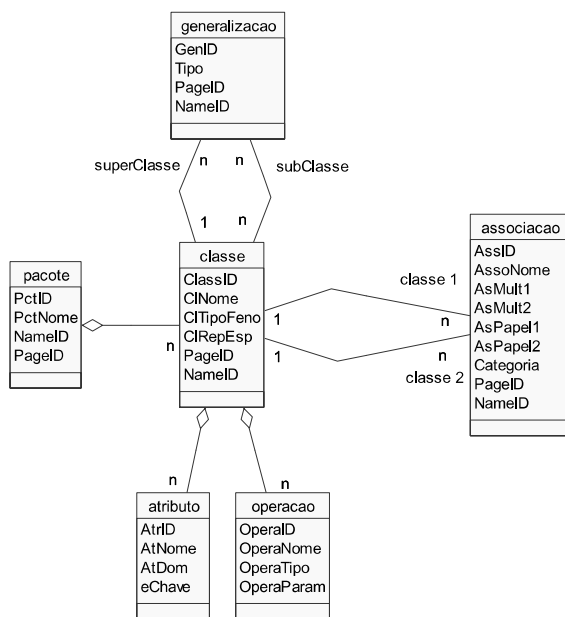 generalizacao
GenID
Tipo
PageID
NameID
superClasse
n
n
subClasse
1
n
classe
ClassID
ClNome
ClTipoFeno
ClRepEsp
PageID
NameID
pacote
PctID
PctNome
NameID
PageID
n
classe 1
1
n
1
n
classe 2
associacao
AssID
AssoNome
AsMult1
AsMult2
AsPapel1
AsPapel2
Categoria
PageID
NameID
n
n
atributo
AtrID
AtNome
AtDom
eChave
operacao
OperaID
OperaNome
OperaTipo
OperaParam